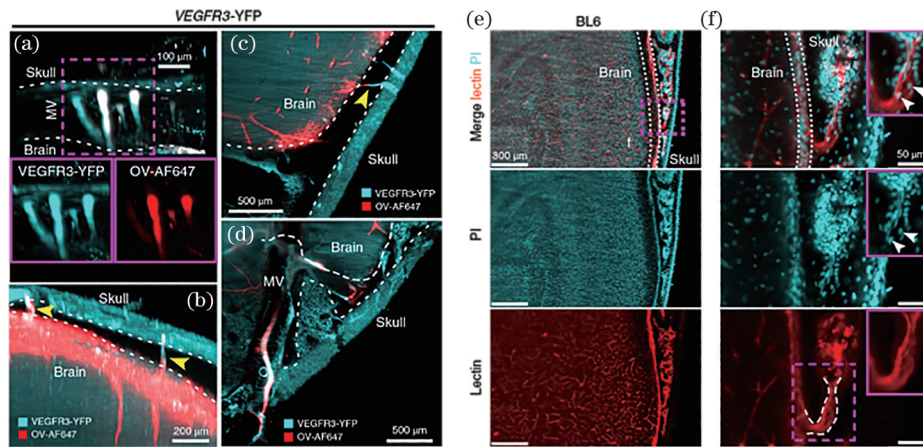 VEGFR3-YFP
(a)
100 μm
Skull
MV
Brain
VEGFR3-YFP
OV-AF647
(b)
Skull
Brain
VEGFR3-YFP
OV-AF647
200 μm
(c)
Brain
Skull
500 μm
VEGFR3-YFP
OV-AF647
(d)
Brain
MV
Skull
VEGFR3-YFP
OV-AF647
500 μm
(e)
BL6
Merge lectin PI
Brain
Skull
300 μm
PI
Lectin
(f)
Brain
Skull
50 μm